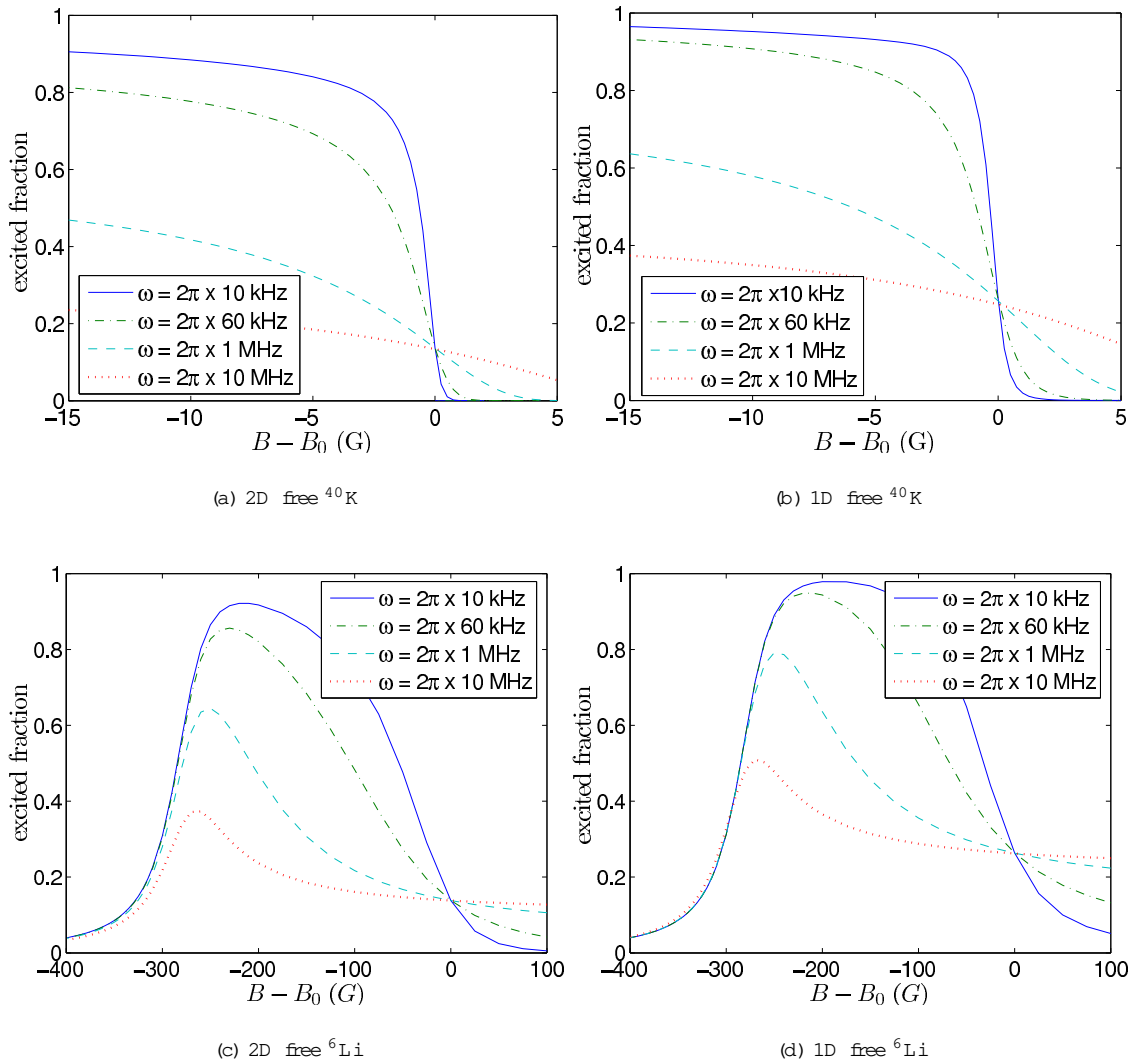 1
0.8
0.6
0.4
0.2
0
excited fraction
−15
−10
−5
0
5
B − B₀ (G)
ω = 2π x 10 kHz
ω = 2π x 60 kHz
ω = 2π x 1 MHz
ω = 2π x 10 MHz
(a) 2D free ⁴⁰K
1
0.8
0.6
0.4
0.2
0
excited fraction
−15
−10
−5
0
5
B − B₀ (G)
ω = 2π x10 kHz
ω = 2π x 60 kHz
ω = 2π x 1 MHz
ω = 2π x 10 MHz
(b) 1D free ⁴⁰K
1
0.8
0.6
0.4
0.2
0
excited fraction
−400
−300
−200
−100
0
100
B − B₀ (G)
ω = 2π x 10 kHz
ω = 2π x 60 kHz
ω = 2π x 1 MHz
ω = 2π x 10 MHz
(c) 2D free ⁶Li
1
0.8
0.6
0.4
0.2
0
excited fraction
−400
−300
−200
−100
0
100
B − B₀ (G)
ω = 2π x 10 kHz
ω = 2π x 60 kHz
ω = 2π x 1 MHz
ω = 2π x 10 MHz
(d) 1D free ⁶Li